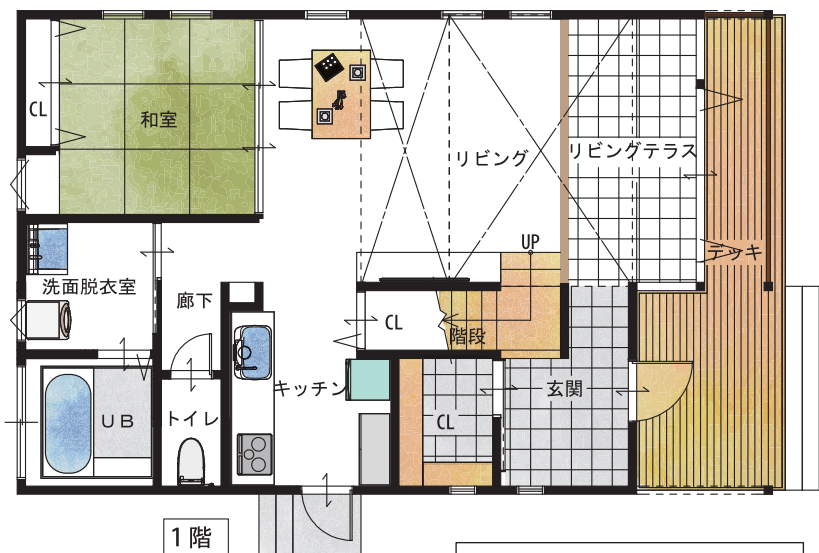 CL
和室
リビング
リビングテラス
UP
デッキ
洗面脱衣室
廊下
CL
階段
キッチン
玄関
UB
トイレ
CL
1階